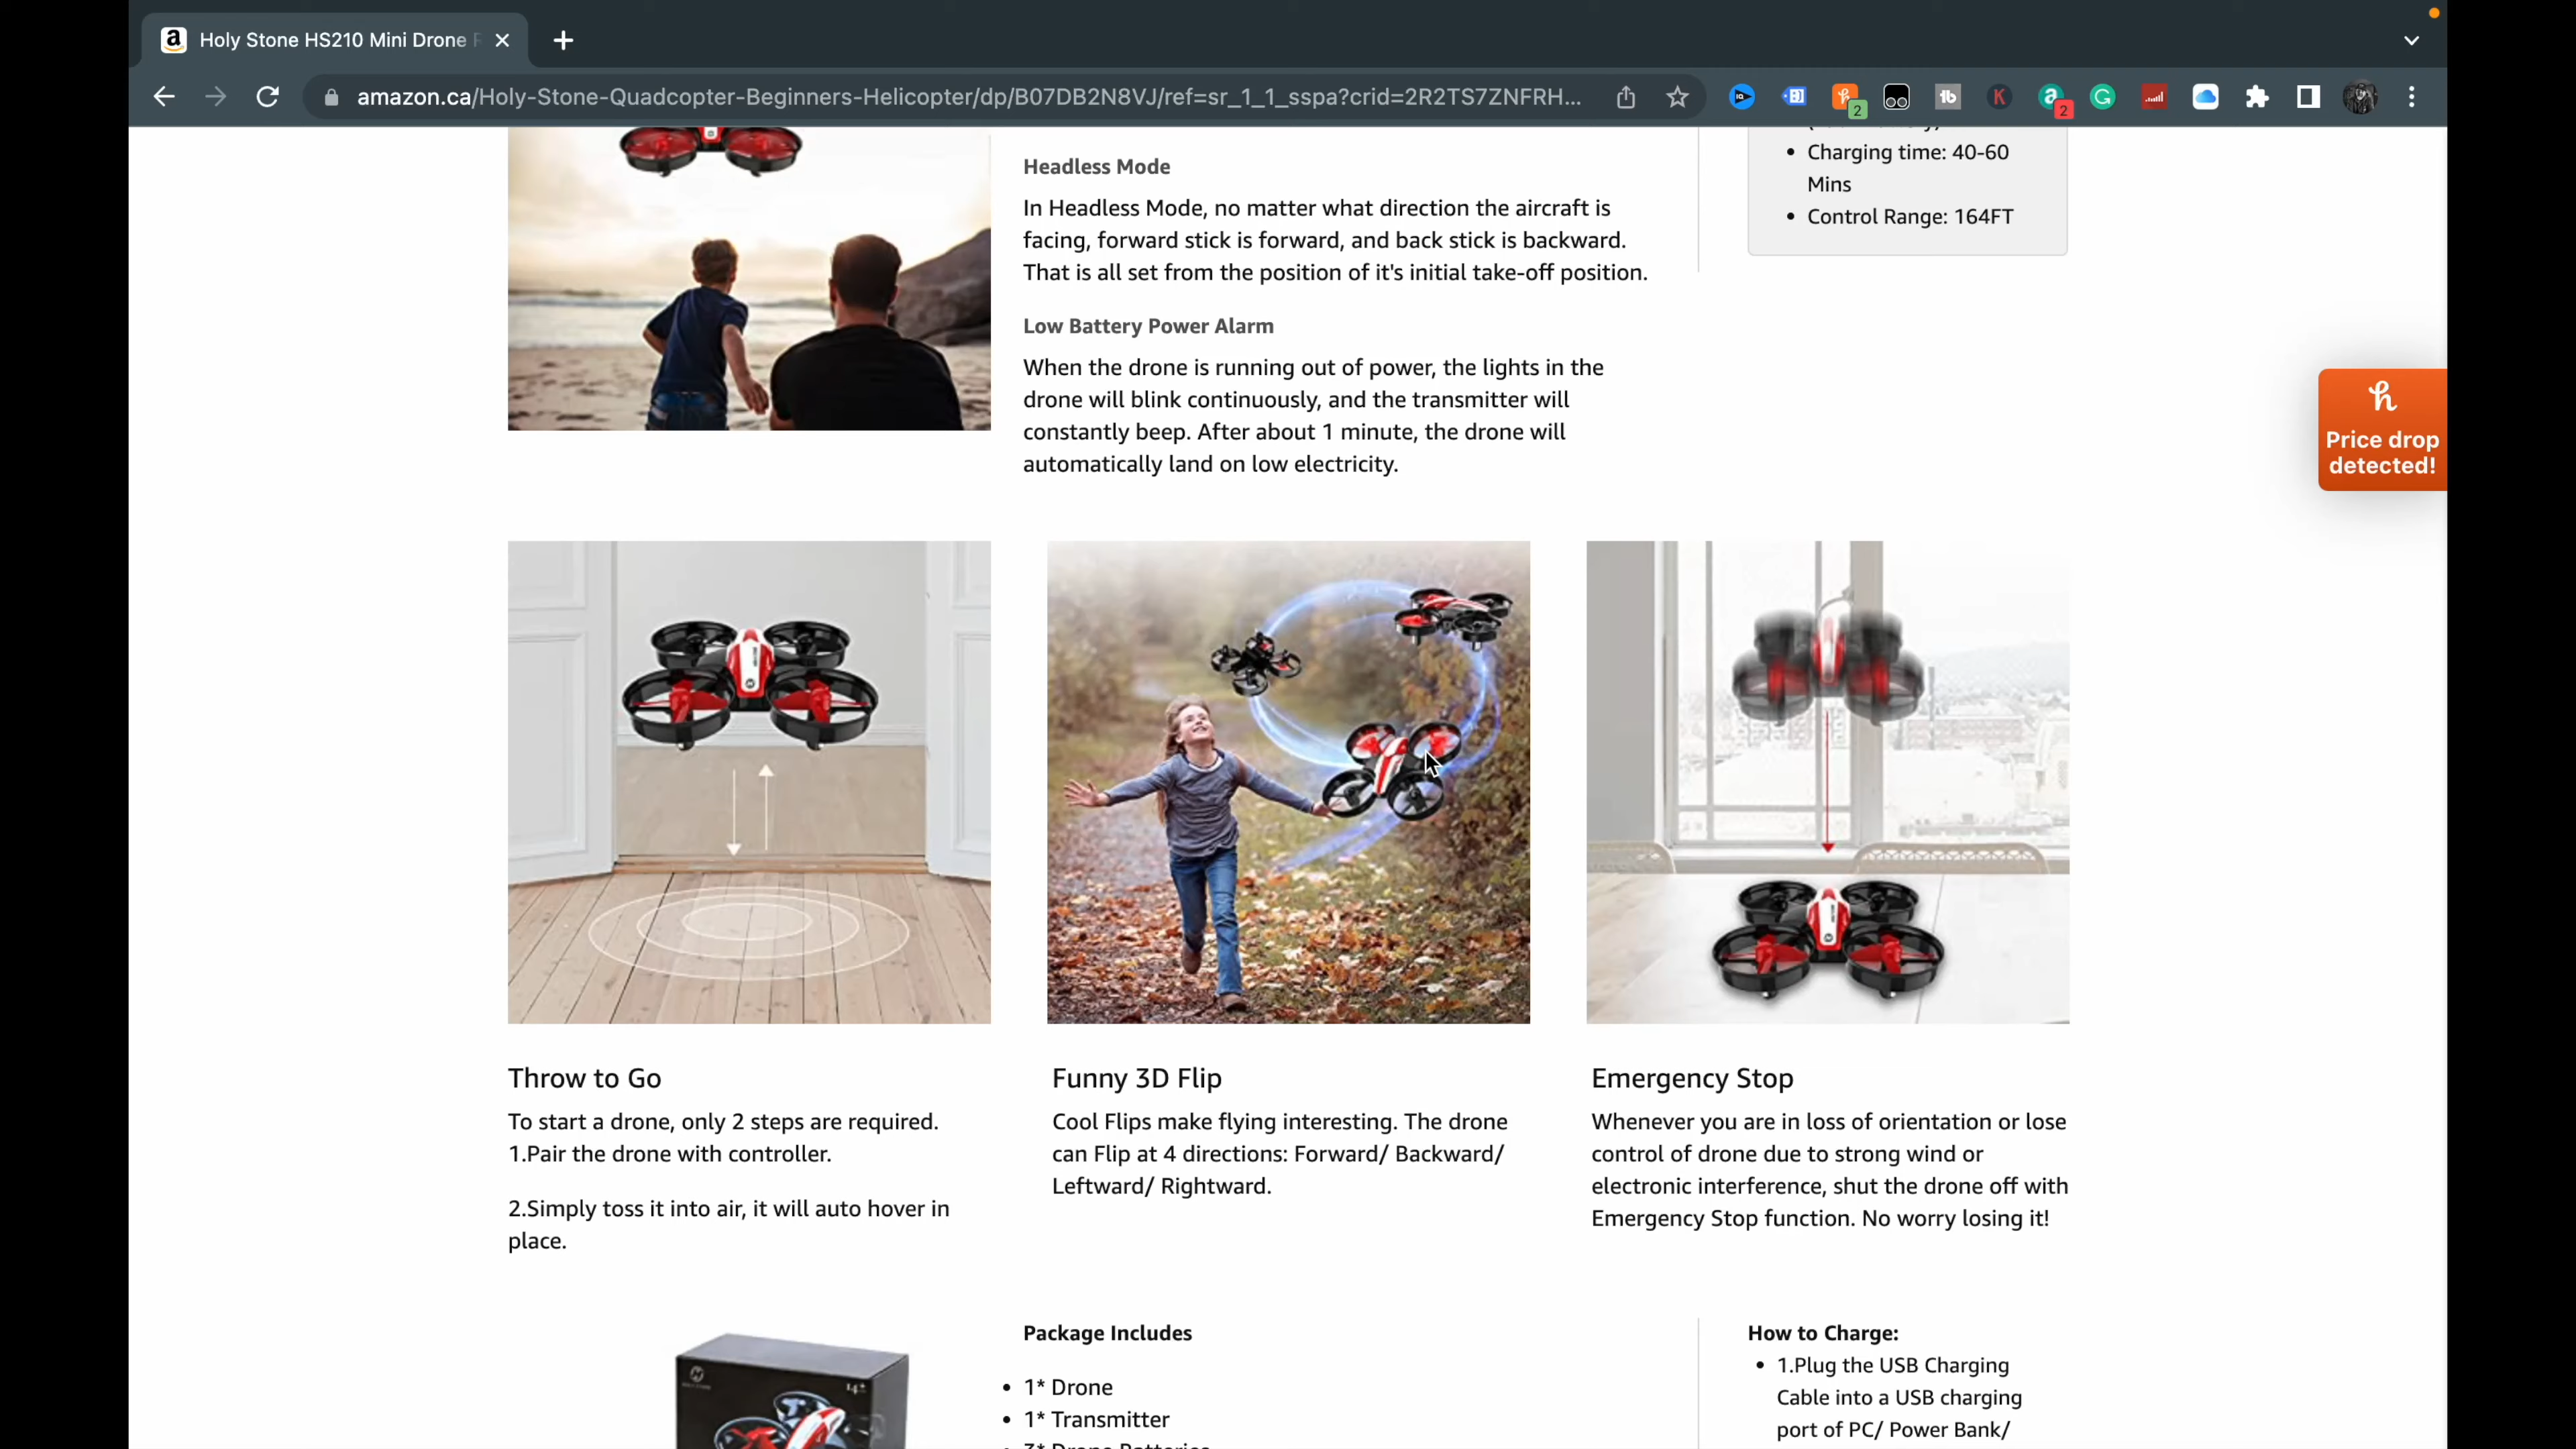 Holy Stone HS210 Mini Drone
amazon.ca/Holy-Stone-Quadcopter-Beginners-Helicopter/dp/B07DB2N8VJ/ref=sr_1_1_sspa?crid=2R2TS7ZNFRH...
2
2
Headless Mode
In Headless Mode, no matter what direction the aircraft is
facing, forward stick is forward, and back stick is backward.
That is all set from the position of it's initial take-off position.
Low Battery Power Alarm
When the drone is running out of power, the lights in the
drone will blink continuously, and the transmitter will
constantly beep. After about 1 minute, the drone will
automatically land on low electricity.
• Charging time: 40-60
Mins
• Control Range: 164FT
Price drop
detected!
Throw to Go
To start a drone, only 2 steps are required.
1.Pair the drone with controller.
2.Simply toss it into air, it will auto hover in
place.
Funny 3D Flip
Cool Flips make flying interesting. The drone
can Flip at 4 directions: Forward/ Backward/
Leftward/ Rightward.
Emergency Stop
Whenever you are in loss of orientation or lose
control of drone due to strong wind or
electronic interference, shut the drone off with
Emergency Stop function. No worry losing it!
14+
Package Includes
• 1* Drone
• 1* Transmitter
3* Drone Batteries
How to Charge:
• 1.Plug the USB Charging
Cable into a USB charging
port of PC/ Power Bank/